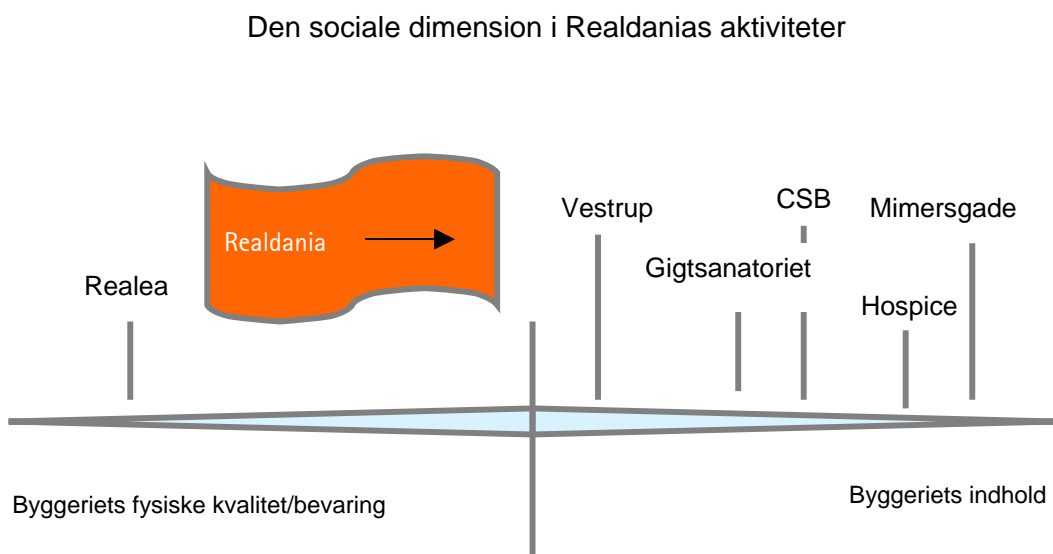 Den sociale dimension i Realdanias aktiviteter
Realdania
Realea
Vestrup
CSB
Mimersgade
Gigtsanatoriet
Hospice
Byggeriets fysiske kvalitet/bevaring
Byggeriets indhold